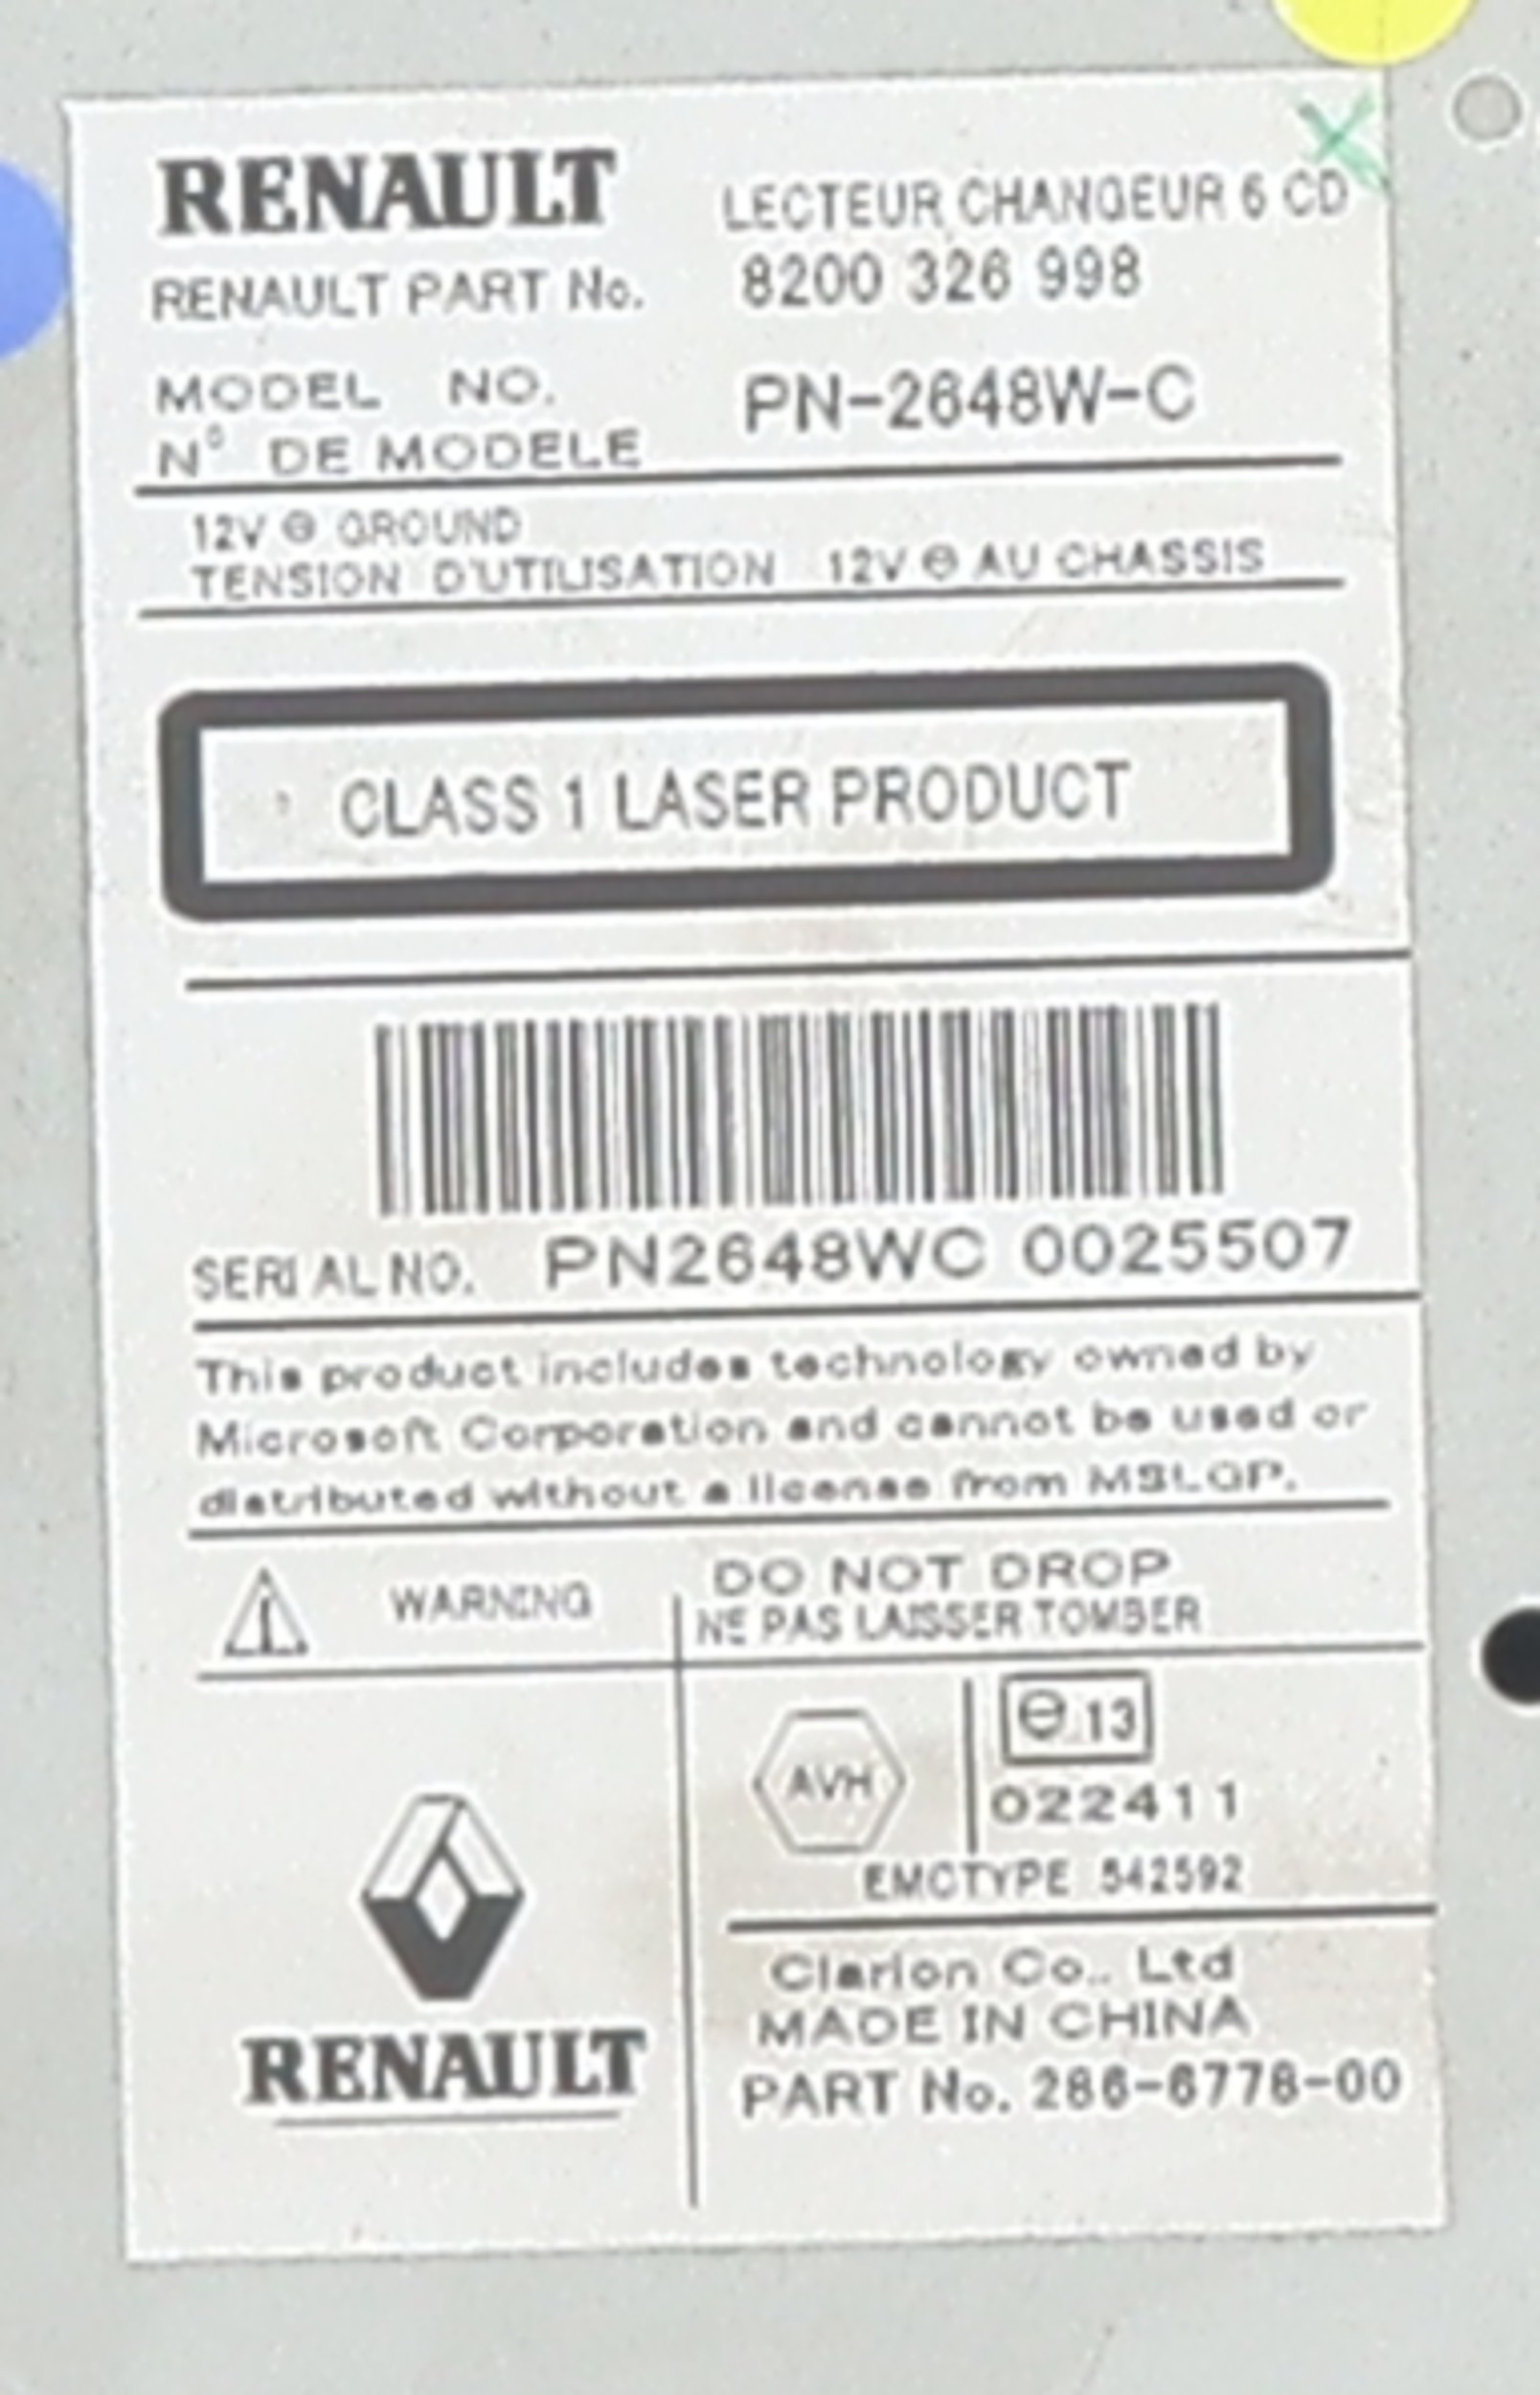 RENAULT LECTEUR CHANGEUR 6 CD
RENAULT PART No. 8200 326 998
MODEL NO. PN-2648W-C
N° DE MODELE
12V ⊖ GROUND
TENSION D'UTILISATION 12V ⊖ AU CHASSIS
CLASS 1 LASER PRODUCT
SERIAL NO. PN2648WC 0025507
This product includes technology owned by
Microsoft Corporation and cannot be used or
distributed without a license from MSLGP.
WARNING
DO NOT DROP
NE PAS LAISSER TOMBER
AVH
e 13
022411
EMCTYPE 542592
RENAULT
Clarion Co.. Ltd
MADE IN CHINA
PART No. 286-6778-00